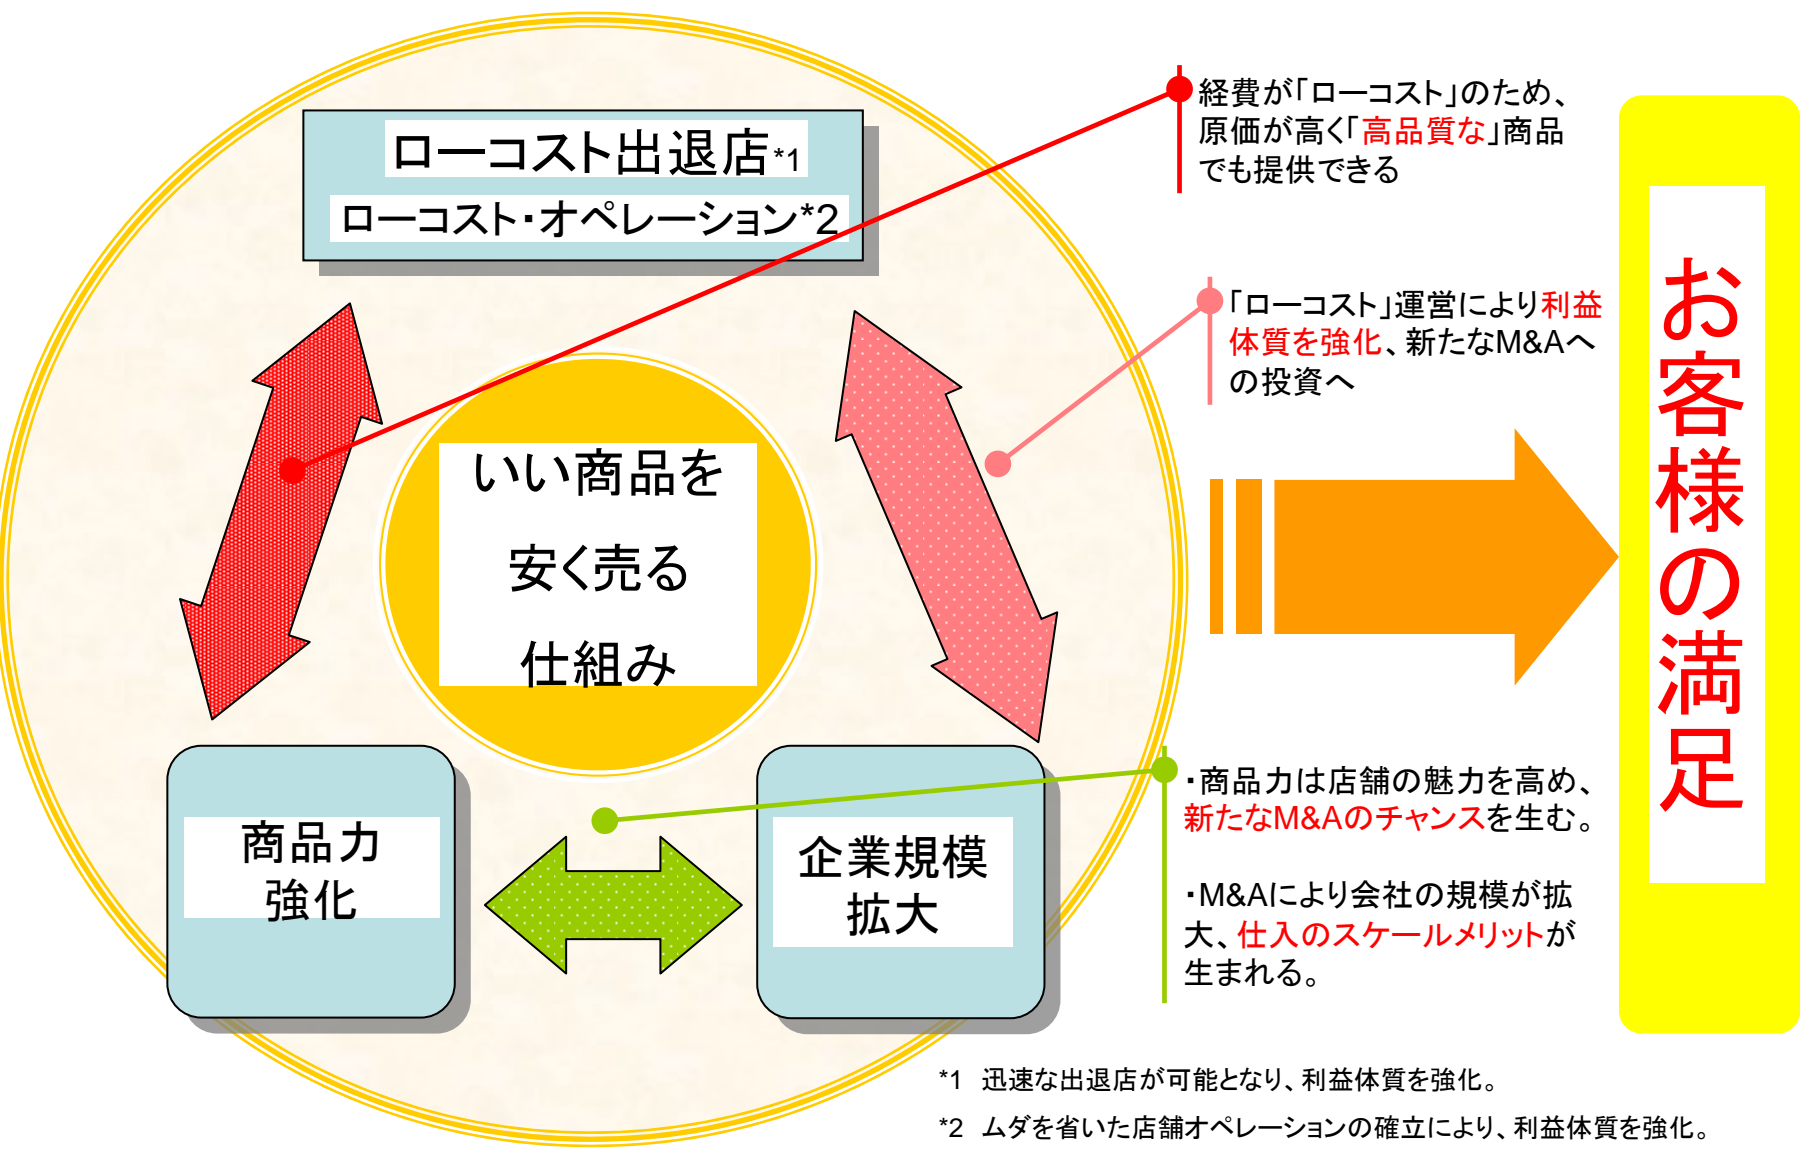 ローコスト出退店*1
ローコスト・オペレーション*2
いい商品を
安く売る
仕組み
商品力
強化
企業規模
拡大
経費が「ローコスト」のため、
原価が高く「高品質な」商品
でも提供できる
「ローコスト」運営により利益
体質を強化、新たなM&Aへ
の投資へ
・商品力は店舗の魅力を高め、
新たなM&Aのチャンスを生む。
・M&Aにより会社の規模が拡
大、仕入のスケールメリットが
生まれる。
お客様の満足
*1 迅速な出退店が可能となり、利益体質を強化。
*2 ムダを省いた店舗オペレーションの確立により、利益体質を強化。